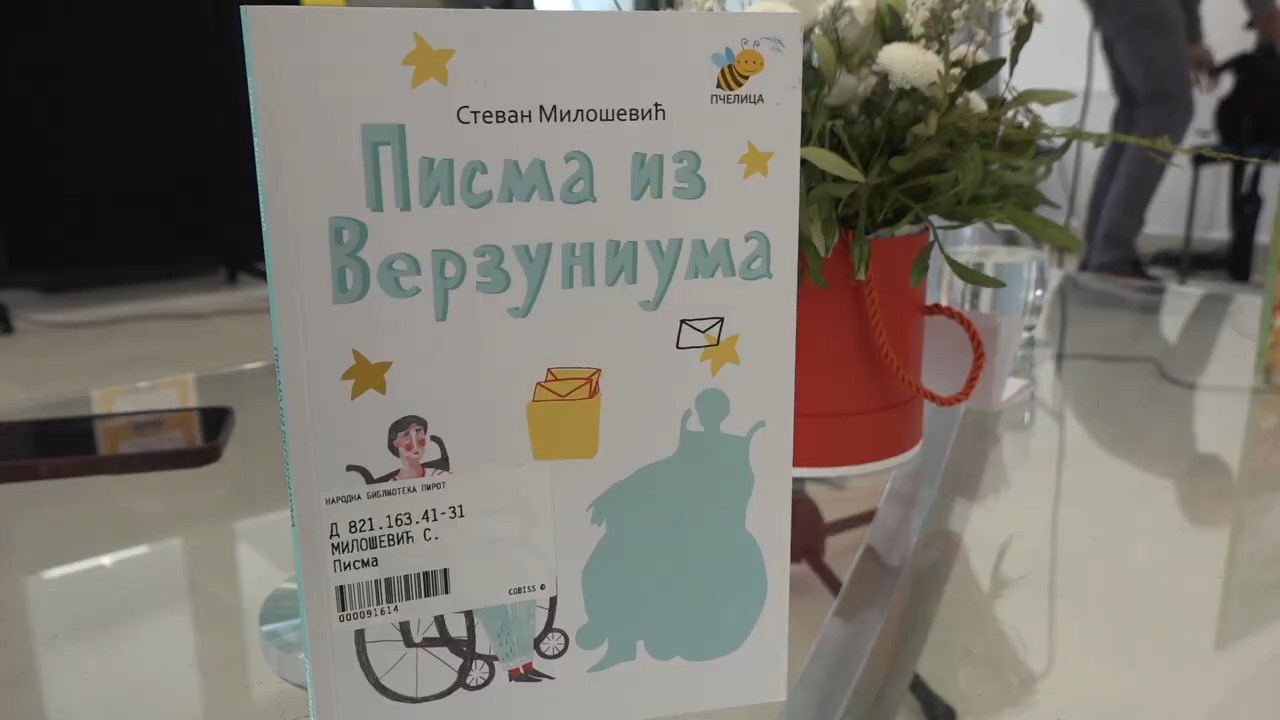 ПЧЕЛИЦА
Стеван Милошевић
Писма из
Верзуниума
НАРОДНА БИБЛИОТЕКА ПИРОТ
Д 821.163.41-31
МИЛОШЕВИЋ С.
Писма
COBISS
000091614